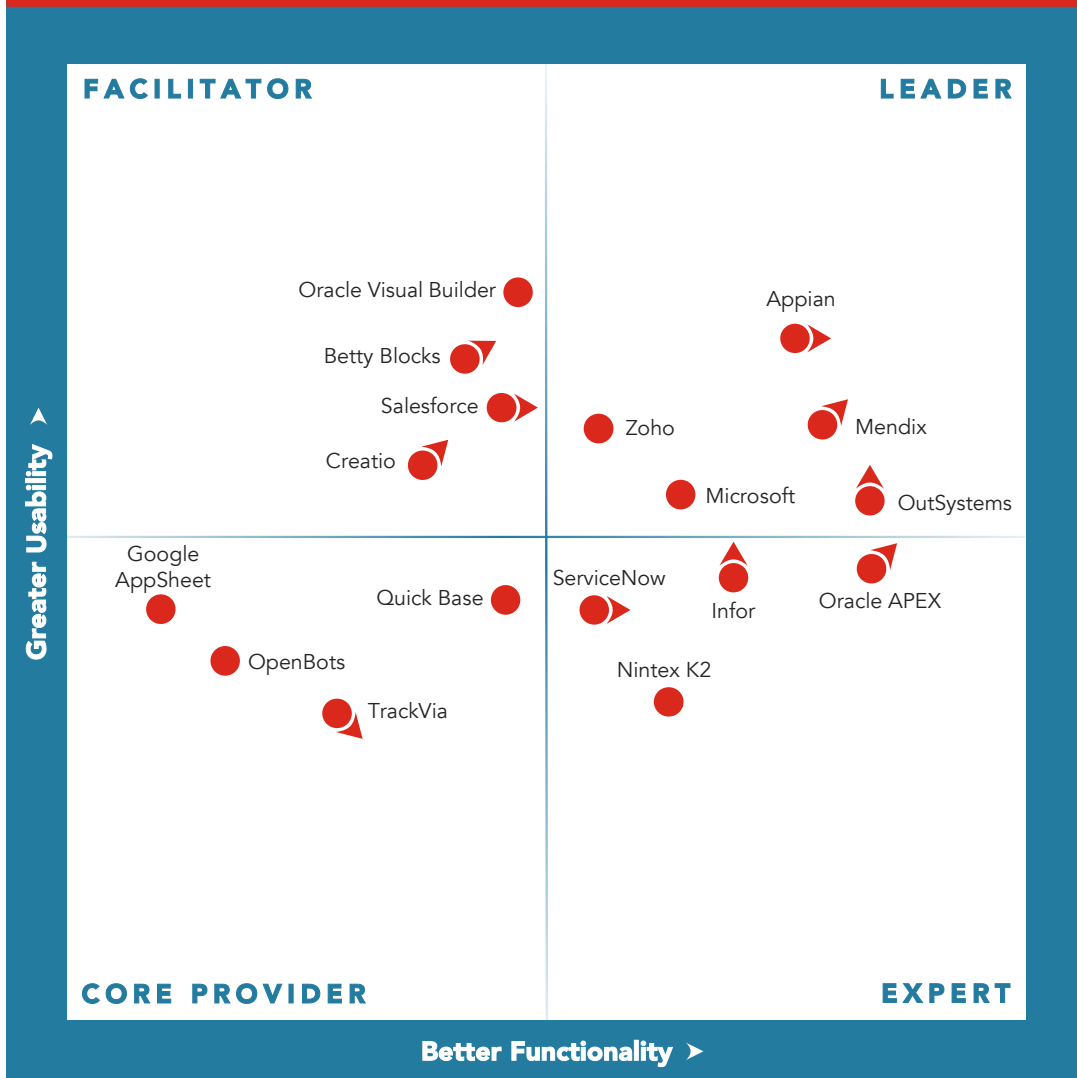 FACILITATOR
LEADER
Oracle Visual Builder
Appian
Betty Blocks
Salesforce
Zoho
Mendix
Creatio
Microsoft
OutSystems
Greater Usability
Google
AppSheet
Quick Base
ServiceNow
Infor
Oracle APEX
OpenBots
Nintex K2
TrackVia
CORE PROVIDER
EXPERT
Better Functionality